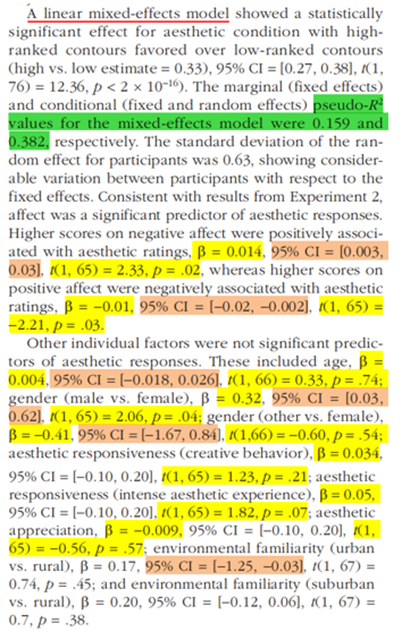 A linear mixed-effects model showed a statistically
significant effect for aesthetic condition with high-
ranked contours favored over low-ranked contours
(high vs. low estimate = 0.33), 95% CI = [0.27, 0.38], t(1,
76) = 12.36, p < 2 × 10⁻¹⁶. The marginal (fixed effects)
and conditional (fixed and random effects) pseudo-R²
values for the mixed-effects model were 0.159 and
0.382, respectively. The standard deviation of the ran-
dom effect for participants was 0.63, showing consider-
able variation between participants with respect to the
fixed effects. Consistent with results from Experiment 2,
affect was a significant predictor of aesthetic responses.
Higher scores on negative affect were positively associ-
ated with aesthetic ratings, β = 0.014, 95% CI = [0.003,
0.03], t(1, 65) = 2.33, p = .02, whereas higher scores on
positive affect were negatively associated with aesthetic
ratings, β = −0.01, 95% CI = [−0.02, −0.002], t(1, 65) =
−2.21, p = .03.
Other individual factors were not significant predic-
tors of aesthetic responses. These included age, β =
0.004, 95% CI = [−0.018, 0.026], t(1, 66) = 0.33, p = .74;
gender (male vs. female), β = 0.32, 95% CI = [0.03,
0.62], t(1, 65) = 2.06, p = .04; gender (other vs. female),
β = −0.41, 95% CI = [−1.67, 0.84], t(1,66) = −0.60, p = .54;
aesthetic responsiveness (creative behavior), β = 0.034,
95% CI = [−0.10, 0.20], t(1, 65) = 1.23, p = .21; aesthetic
responsiveness (intense aesthetic experience), β = 0.05,
95% CI = [−0.10, 0.20], t(1, 65) = 1.82, p = .07; aesthetic
appreciation, β = −0.009, 95% CI = [−0.10, 0.20], t(1,
65) = −0.56, p = .57; environmental familiarity (urban
vs. rural), β = 0.17, 95% CI = [−1.25, −0.03], t(1, 67) =
0.74, p = .45; and environmental familiarity (suburban
vs. rural), β = 0.20, 95% CI = [−0.12, 0.06], t(1, 67) =
0.7, p = .38.